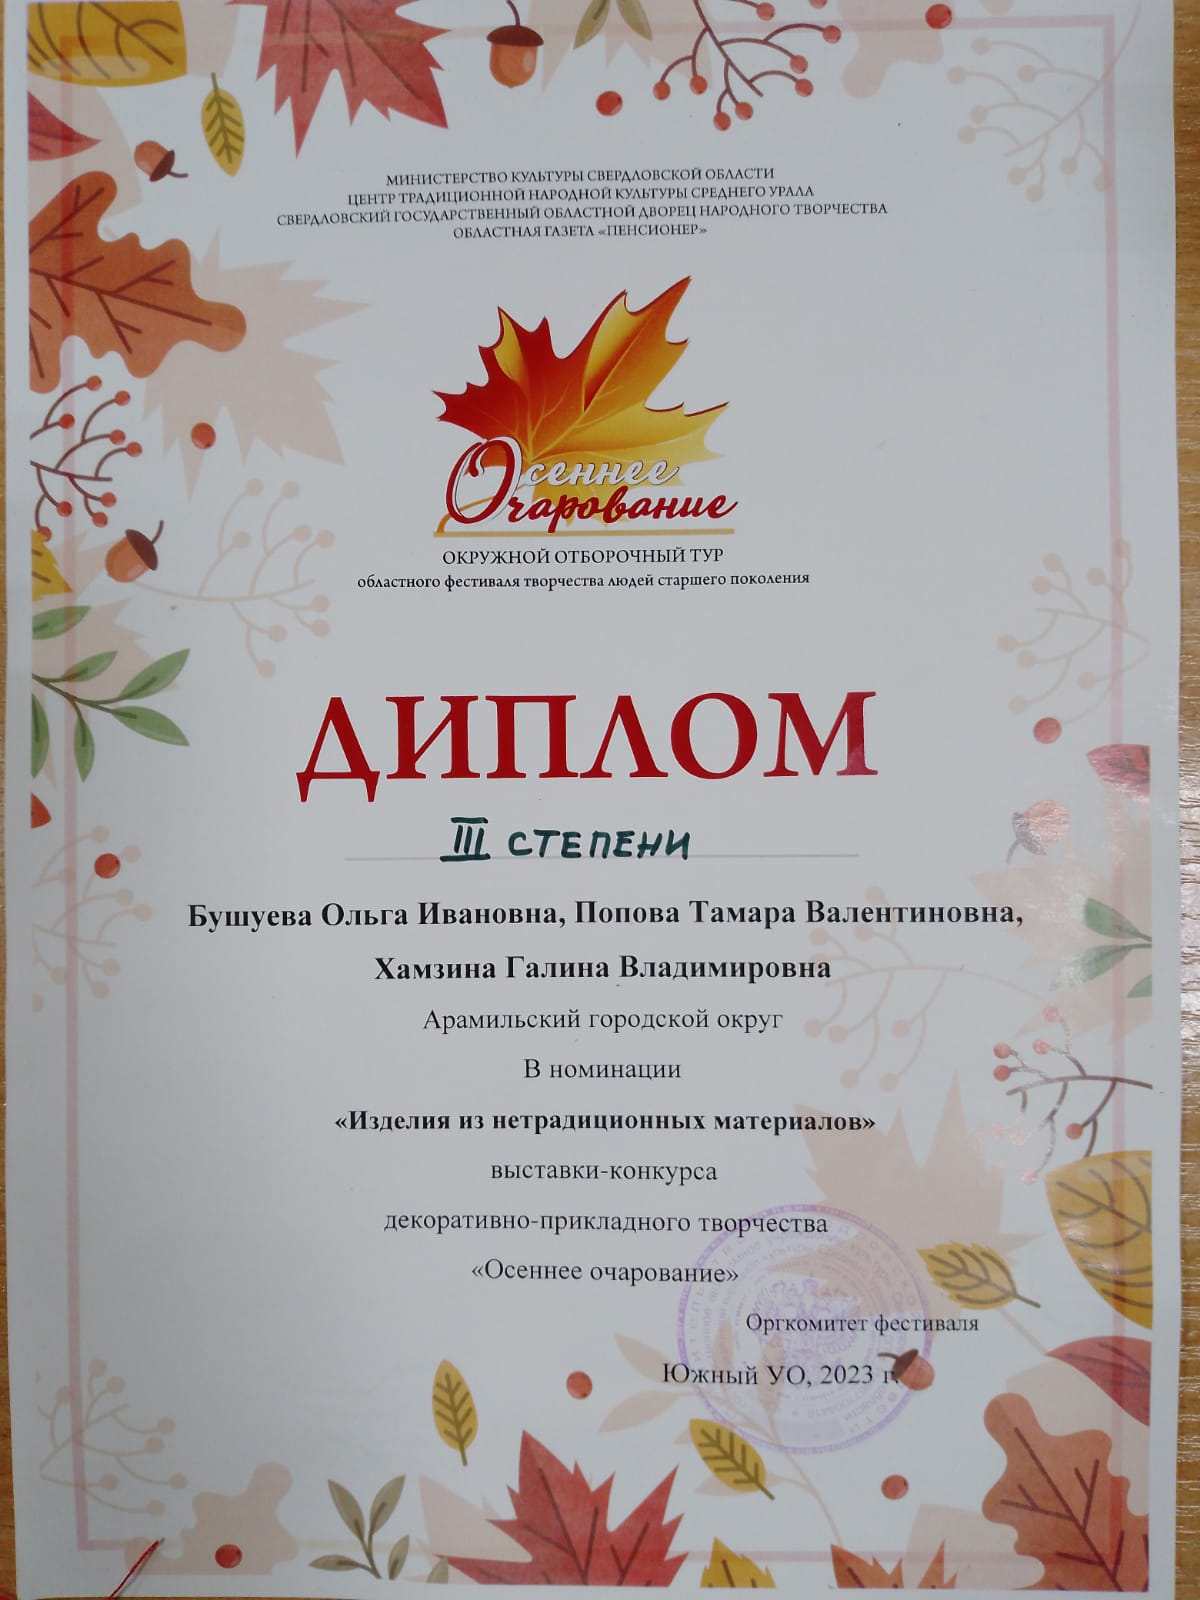 МИНИСТЕРСТВО КУЛЬТУРЫ СВЕРДЛОВСКОЙ ОБЛАСТИ
ЦЕНТР ТРАДИЦИОННОЙ НАРОДНОЙ КУЛЬТУРЫ СРЕДНЕГО УРАЛА
СВЕРДЛОВСКИЙ ГОСУДАРСТВЕННЫЙ ОБЛАСТНОЙ ДВОРЕЦ НАРОДНОГО ТВОРЧЕСТВА
ОБЛАСТНАЯ ГАЗЕТА «ПЕНСИОНЕР»
Осеннее
Очарование
ОКРУЖНОЙ ОТБОРОЧНЫЙ ТУР
областного фестиваля творчества людей старшего поколения
ДИПЛОМ
III СТЕПЕНИ
Бушуева Ольга Ивановна, Попова Тамара Валентиновна,
Хамзина Галина Владимировна
Арамильский городской округ
В номинации
«Изделия из нетрадиционных материалов»
выставки-конкурса
декоративно-прикладного творчества
«Осеннее очарование»
Оргкомитет фестиваля
Южный УО, 2023 г.